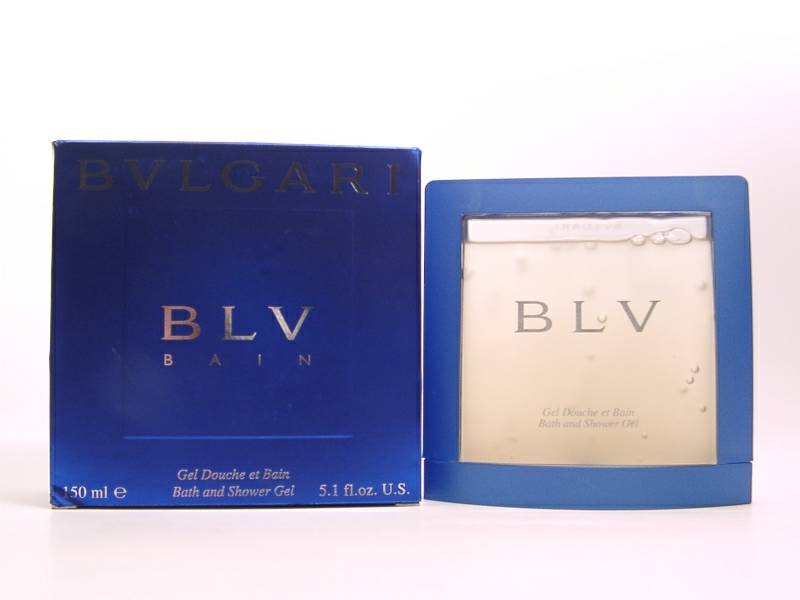 BVLGARI
BLV
BAIN
Gel Douche et Bain
150 ml ℮ Bath and Shower Gel 5.1 fl.oz. U.S.
BLV
Gel Douche et Bain
Bath and Shower Gel